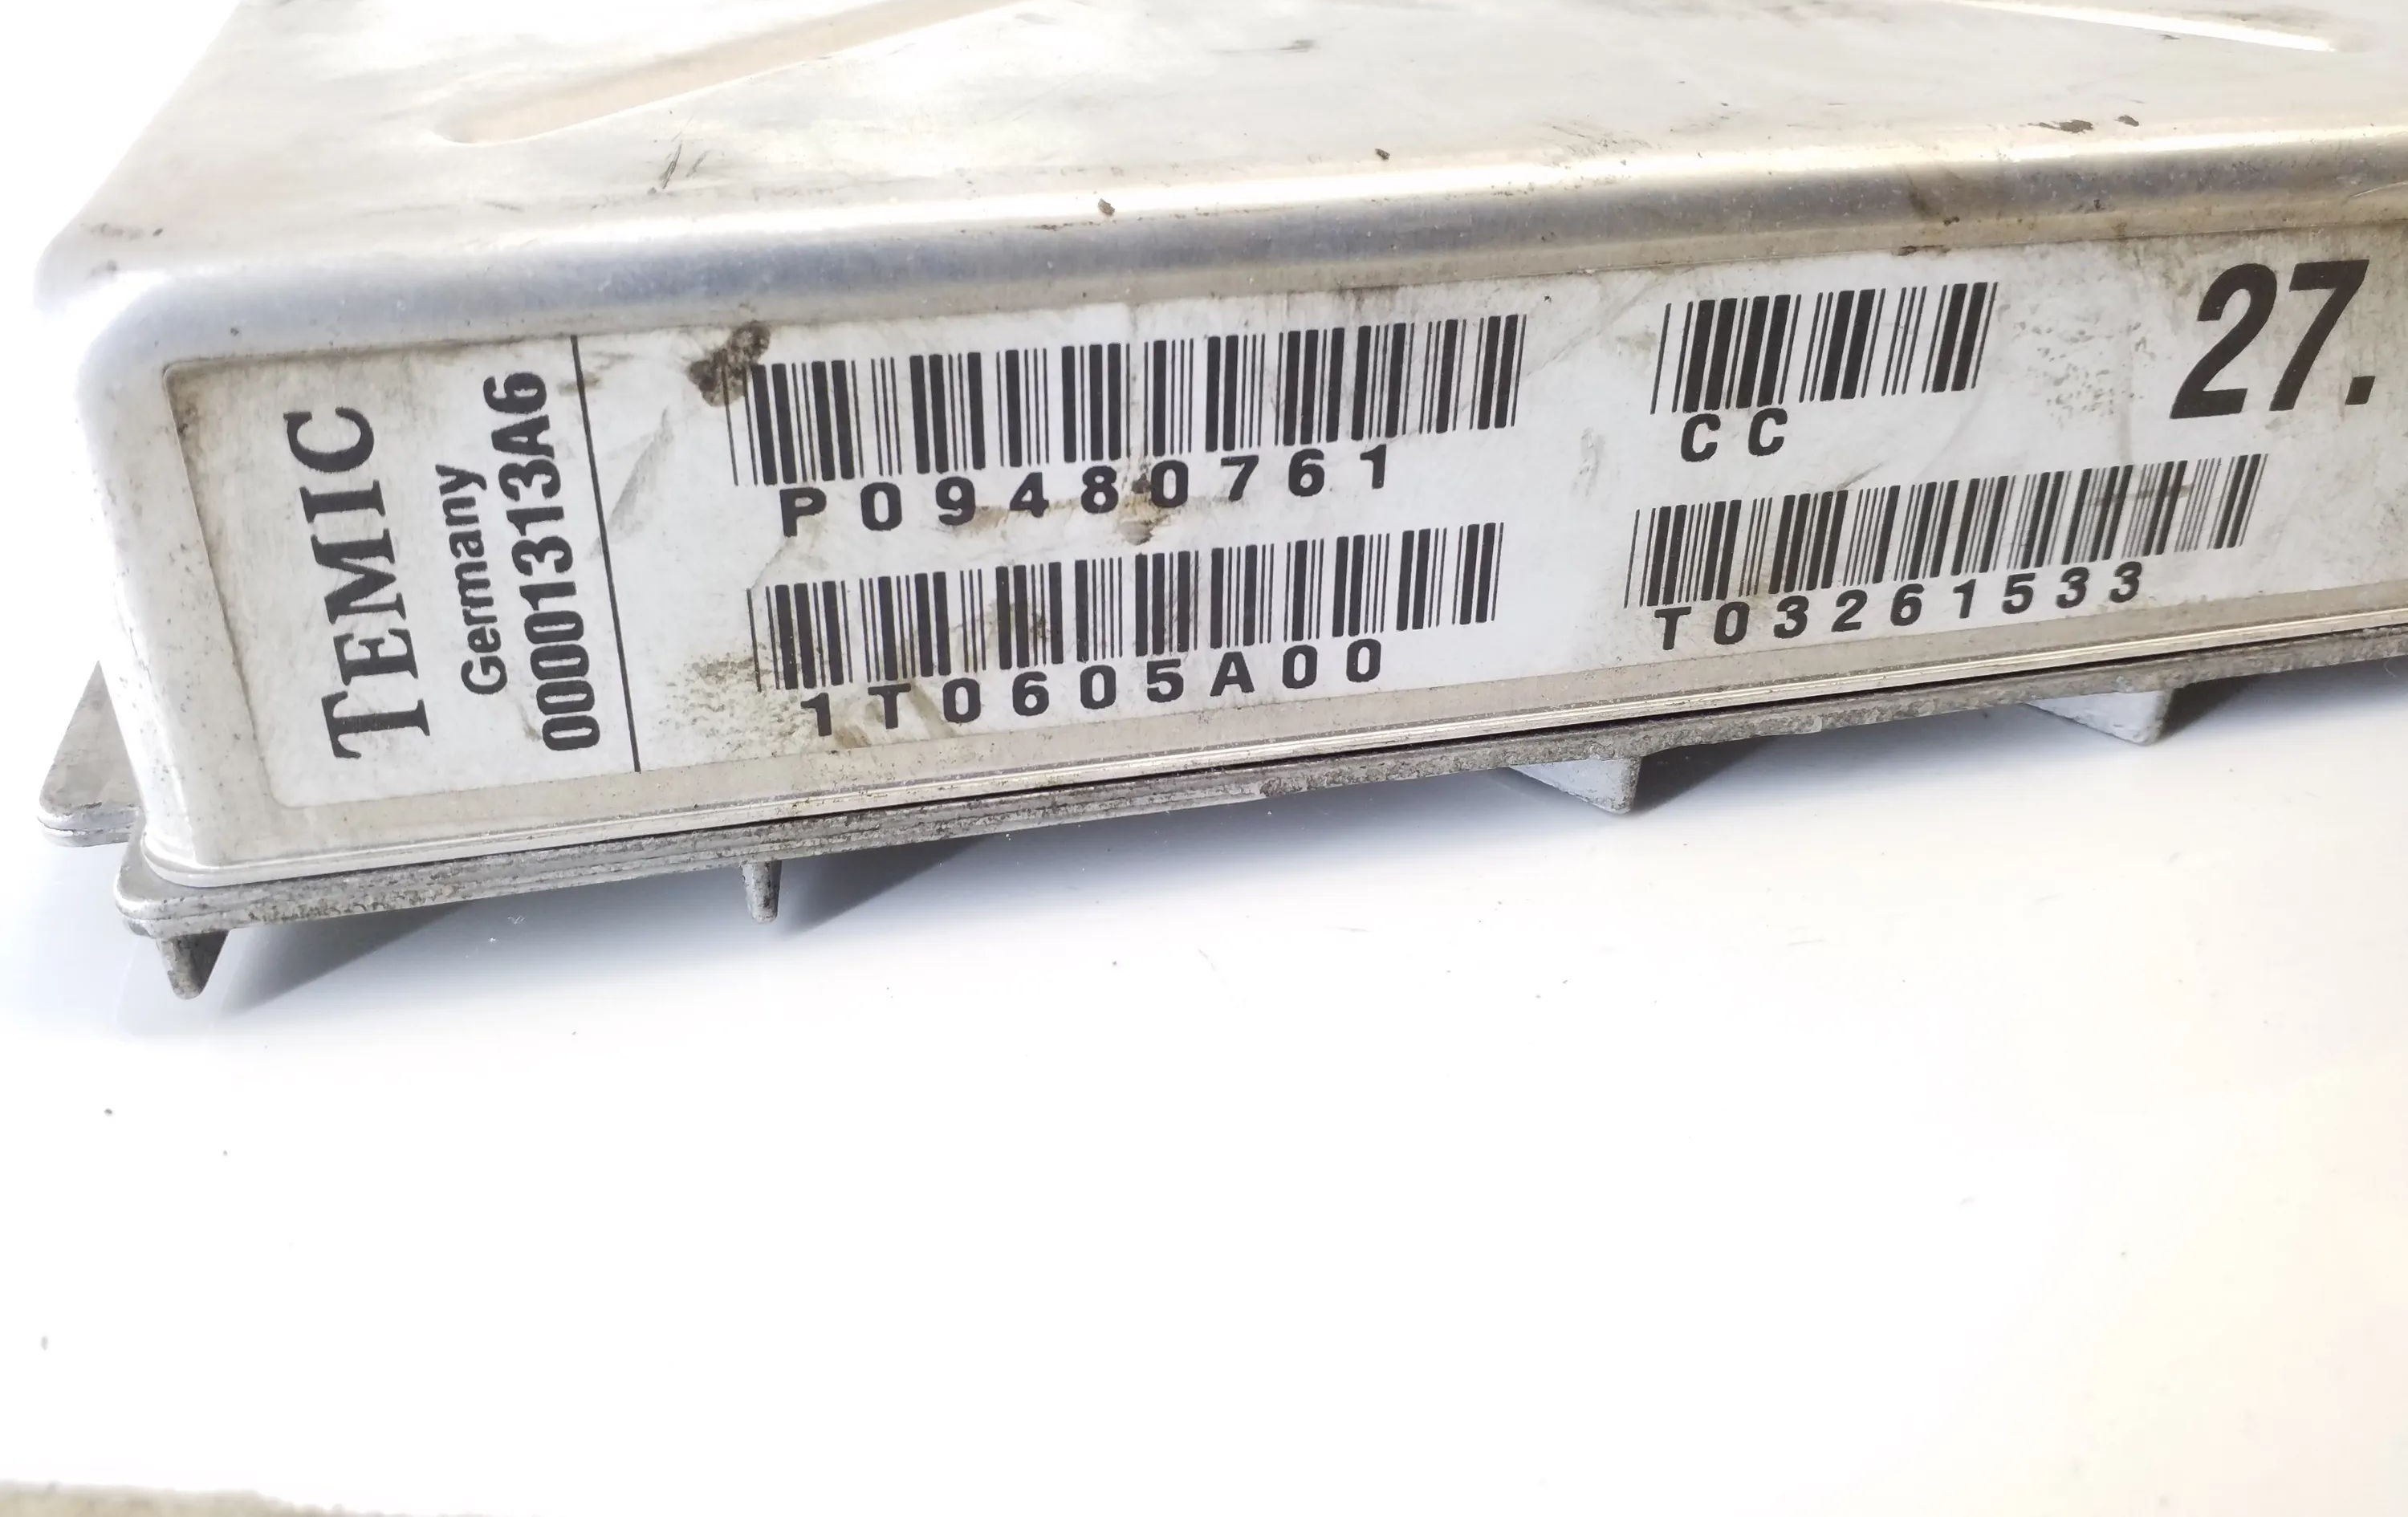 TEMIC
Germany
00001313A6
P09480761
1T0605A00
CC
T03261533
27.